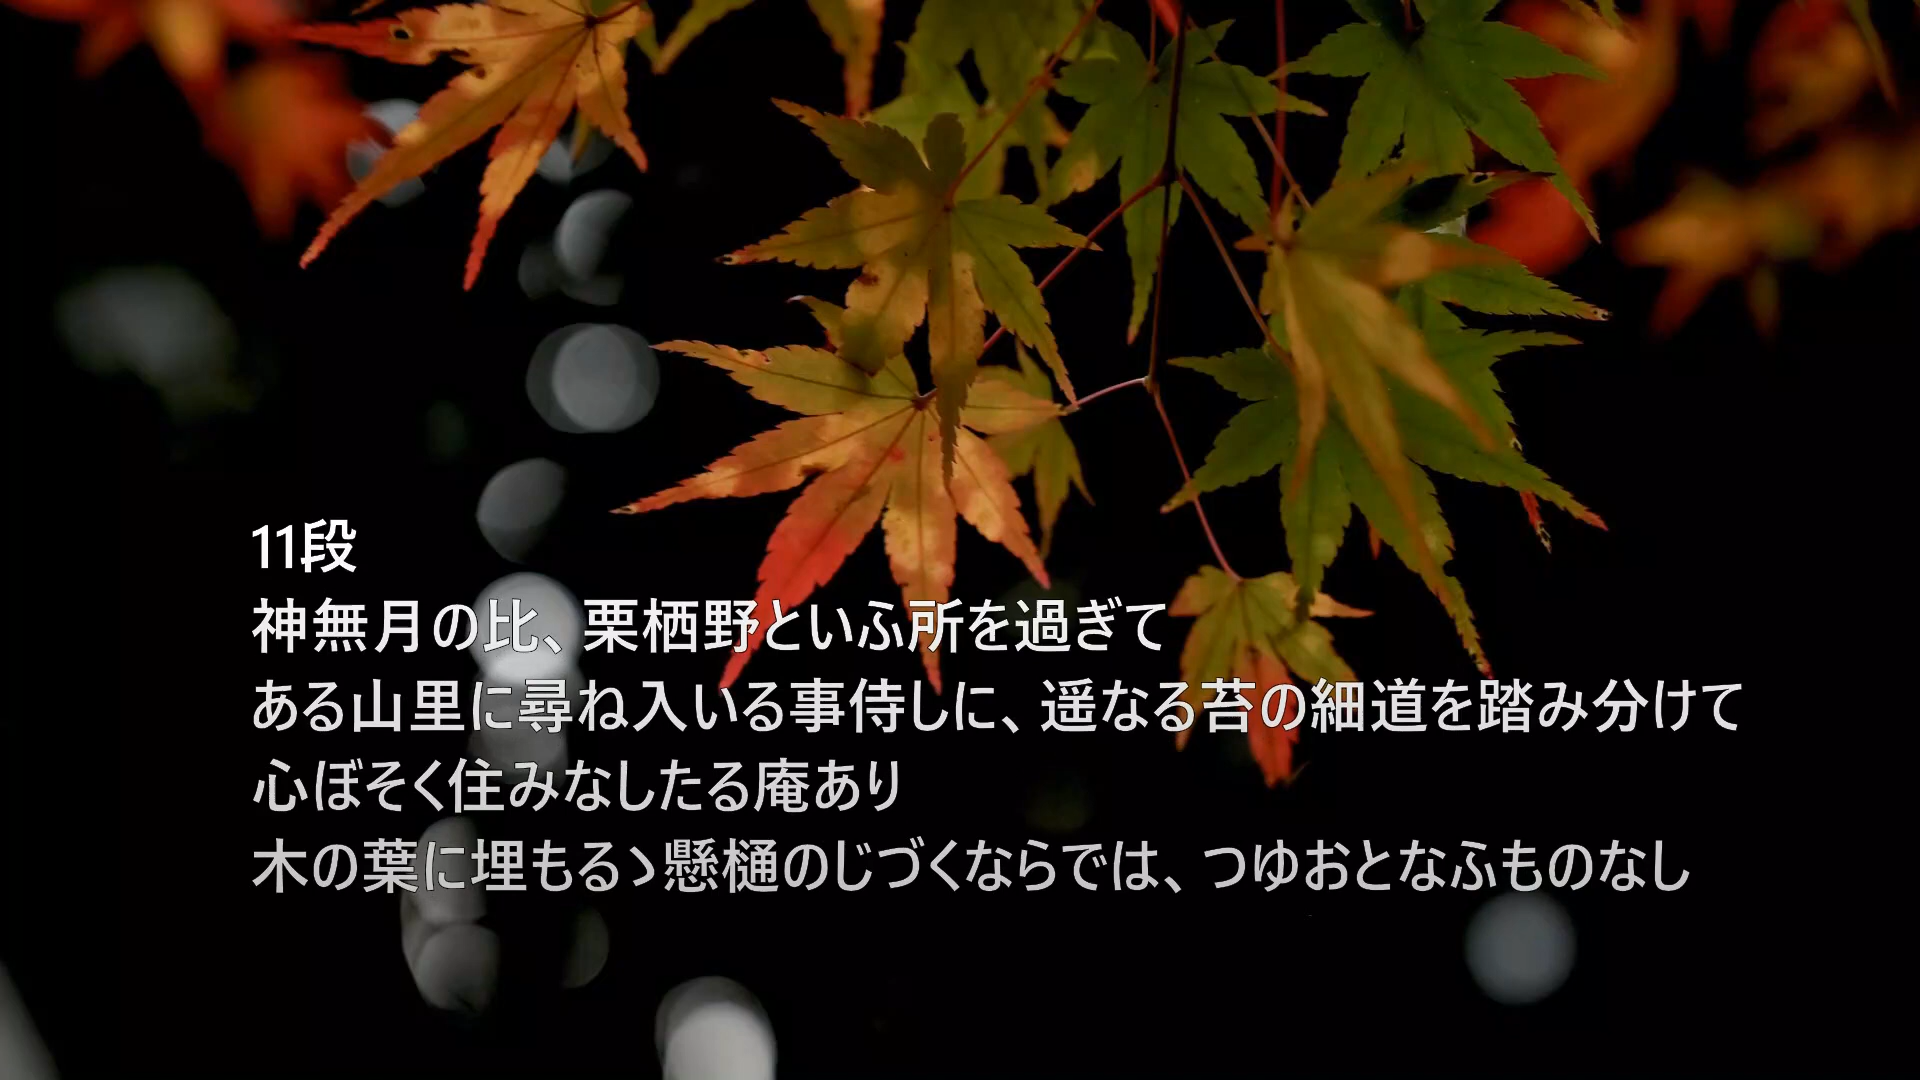 11段
神無月の比、栗栖野といふ所を過ぎて
ある山里に尋ね入いる事侍しに、遥なる苔の細道を踏み分けて
心ぼそく住みなしたる庵あり
木の葉に埋もるゝ懸樋のじづくならでは、つゆおとなふものなし